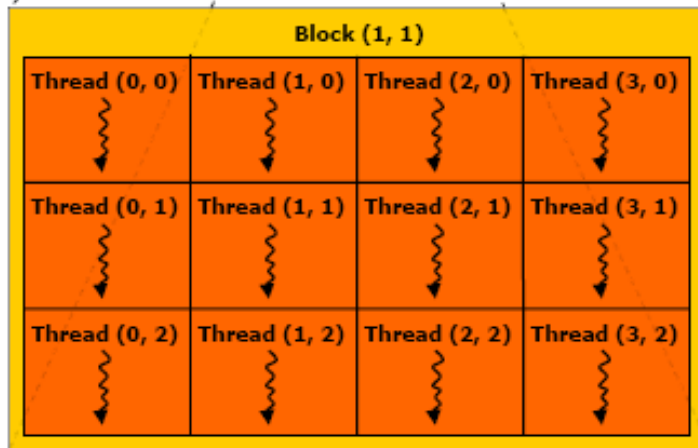 Block (1, 1)
Thread (0, 0) Thread (1, 0) Thread (2, 0) Thread (3, 0)
Thread (0, 1) Thread (1, 1) Thread (2, 1) Thread (3, 1)
Thread (0, 2) Thread (1, 2) Thread (2, 2) Thread (3, 2)